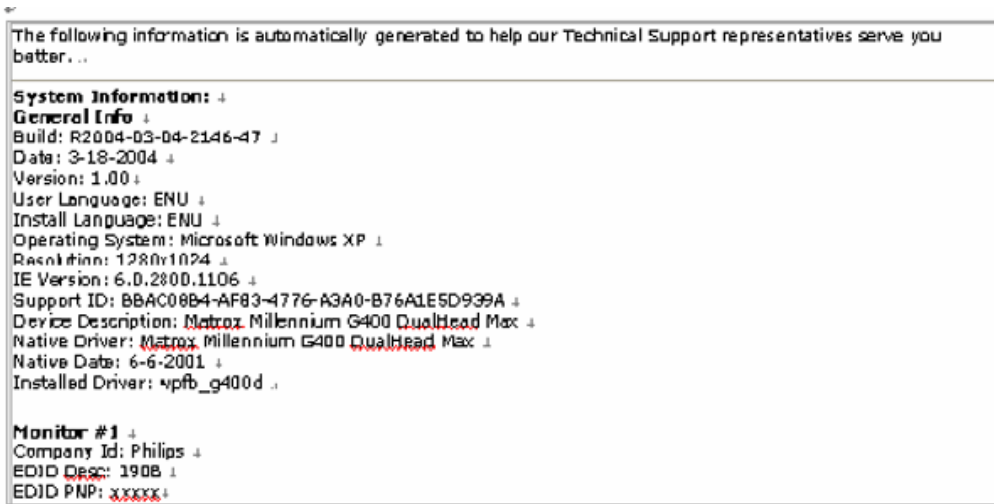 The following information is automatically generated to help our Technical Support representatives serve you
better. ..
System Information:
General Info
Build: R2004-03-04-2146-47
Date: 3-18-2004
Version: 1.00
User Language: ENU
Install Language: ENU
Operating System: Microsoft Windows XP
Resolution: 1280x1024
IE Version: 6.0.2800.1106
Support ID: BBAC08B4-AF83-4776-A3A0-B76A1E5D939A
Device Description: Matrox Millennium G400 DualHead Max
Native Driver: Matrox Millennium G400 DualHead Max
Native Date: 6-6-2001
Installed Driver: vpfb_g400d
Monitor #1
Company Id: Philips
EDID Desc: 190B
EDID PNP: xxxxx